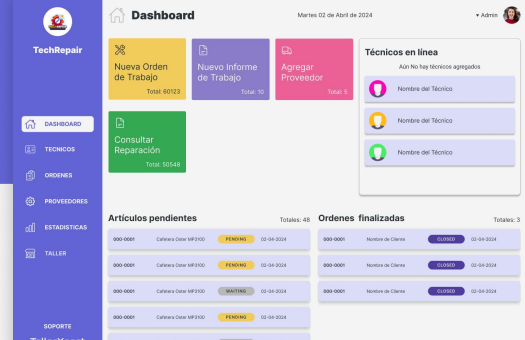 TechRepair
DASHBOARD
TECNICOS
ORDENES
PROVEEDORES
ESTADISTICAS
TALLER
SOPORTE
Dashboard
Martes 02 de Abril de 2024
Admin
Nueva Orden
de Trabajo
Total: 60123
Nuevo Informe
de Trabajo
Total: 10
Agregar
Proveedor
Total: 5
Consultar
Reparación
Total: 50548
Técnicos en línea
Aún No hay técnicos agregados
Nombre del Técnico
Nombre del Técnico
Nombre del Técnico
Artículos pendientes
Totales: 48
000-0001 Cafetera Oster MP3100 PENDING 02-04-2024
000-0001 Cafetera Oster MP3100 PENDING 02-04-2024
000-0001 Cafetera Oster MP3100 WAITING 02-04-2024
000-0001 Cafetera Oster MP3100 PENDING 02-04-2024
Ordenes finalizadas
Totales: 3
000-0001 Nombre de Cliente CLOSED 02-04-2024
000-0001 Nombre de Cliente CLOSED 02-04-2024
000-0001 Nombre de Cliente CLOSED 02-04-2024